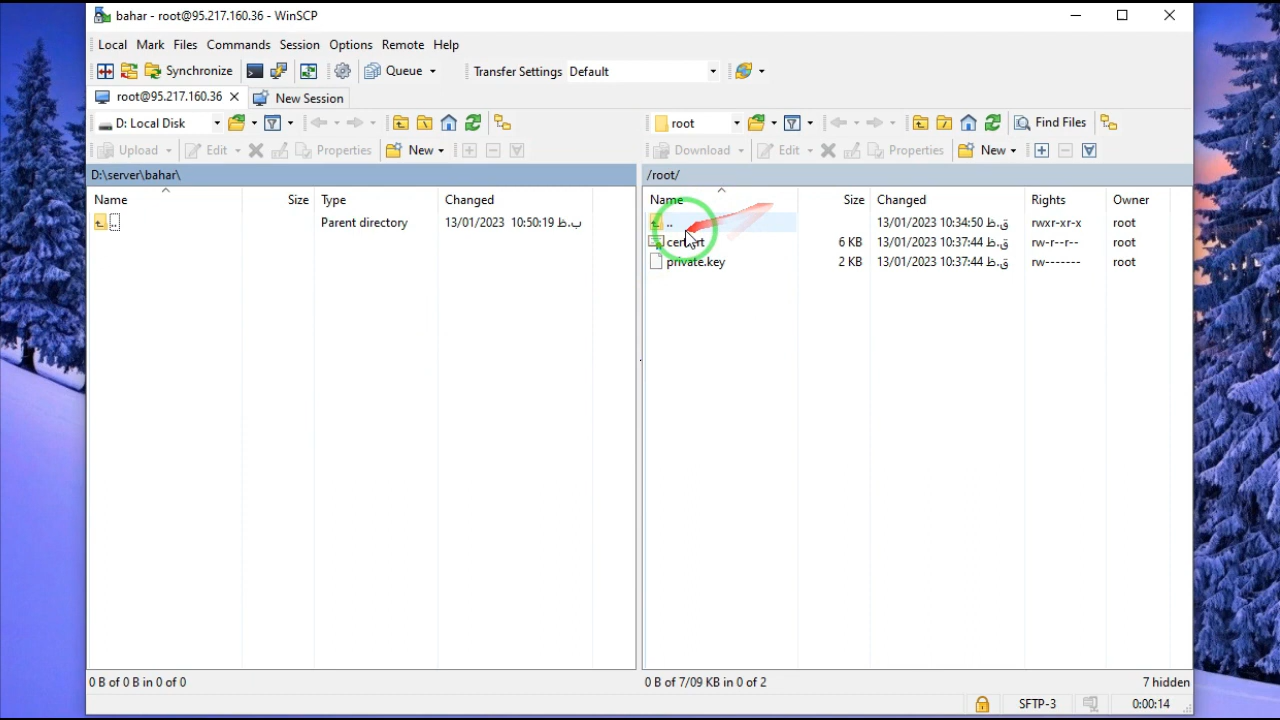 bahar - root@95.217.160.36 - WinSCP
Local Mark Files Commands Session Options Remote Help
Synchronize Queue Transfer Settings Default
root@95.217.160.36 New Session
D: Local Disk root Find Files
Upload Edit Properties New Download Edit Properties New
D:\server\bahar\ /root/
Name Size Type Changed Name Size Changed Rights Owner
.. Parent directory 13/01/2023 10:50:19 ب.ظ .. 13/01/2023 10:34:50 ق.ظ rwxr-xr-x root
6 KB 13/01/2023 10:37:44 ق.ظ rw-r--r-- root
private.key 2 KB 13/01/2023 10:37:44 ق.ظ rw------- root
0 B of 0 B in 0 of 0 0 B of 7/09 KB in 0 of 2 7 hidden
SFTP-3 0:00:14